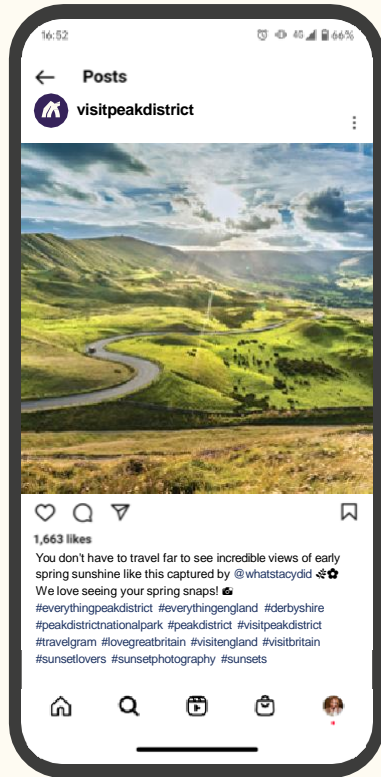 16:52
4G 66%
Posts
visitpeakdistrict
1,663 likes
You don't have to travel far to see incredible views of early
spring sunshine like this captured by @whatstacydid
We love seeing your spring snaps!
#everythingpeakdistrict #everythingengland #derbyshire
#peakdistrictnationalpark #peakdistrict #visitpeakdistrict
#travelgram #lovegreatbritain #visitengland #visitbritain
#sunsetlovers #sunsetphotography #sunsets